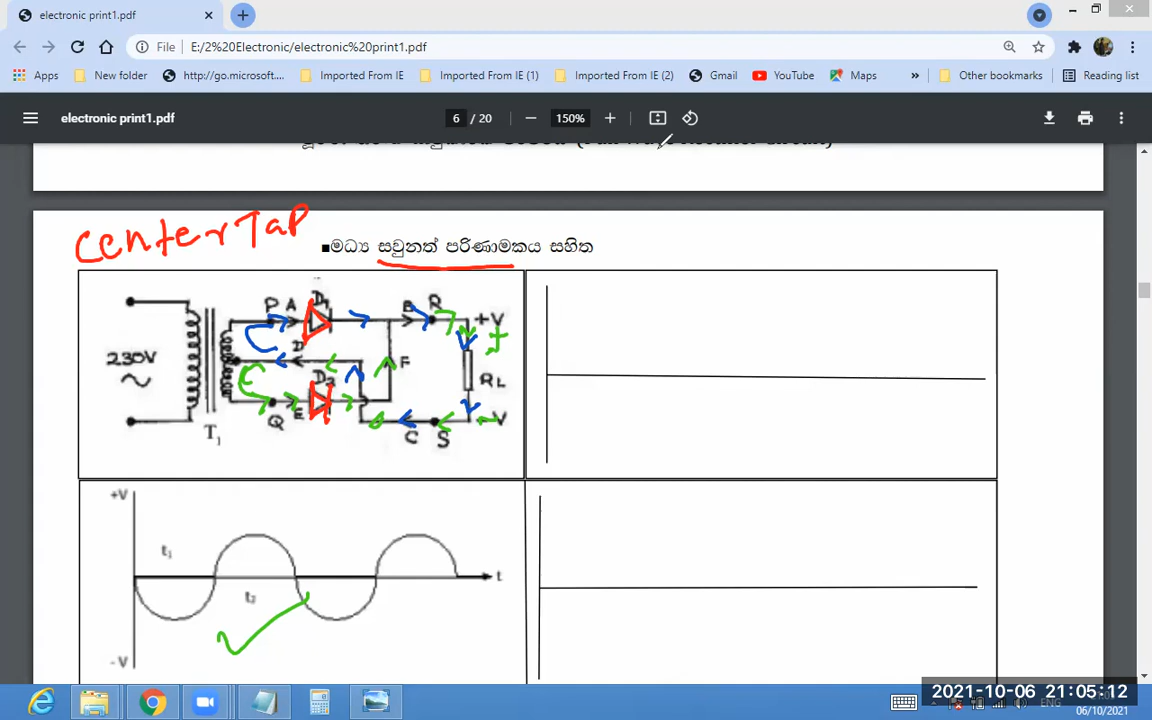 electronic print1.pdf
File E:/2%20Electronic/electronic%20print1.pdf
Apps New folder http://go.microsoft.... Imported From IE Imported From IE (1) Imported From IE (2) Gmail YouTube Maps » Other bookmarks Reading list
electronic print1.pdf 6 / 20 150%
CenterTaP
■මධ්‍ය සවුනත් පරිණාමකය සහිත
P A D1 B R +V
230V D F RL
D2
Q E C S -V
T1
+V
t1
t
t2
-V
2021-10-06 21:05:12
ENG
06/10/2021